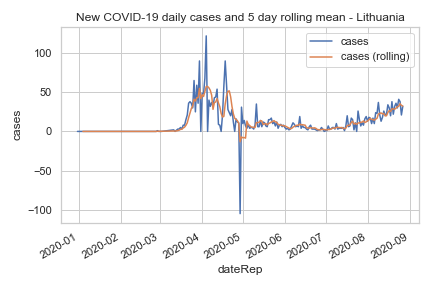 New COVID-19 daily cases and 5 day rolling mean - Lithuania
cases
cases (rolling)
100
50
0
−50
−100
cases
2020-01
2020-02
2020-03
2020-04
2020-05
2020-06
2020-07
2020-08
2020-09
dateRep